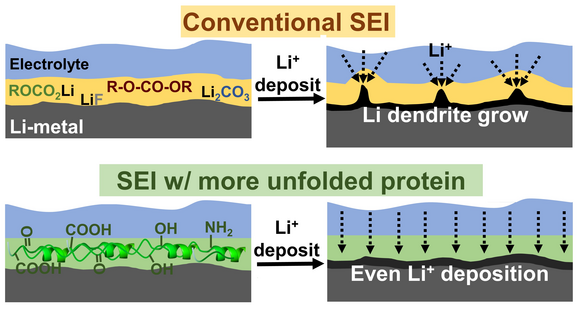 Conventional SEI
Electrolyte
ROCO₂Li
LiF
R-O-CO-OR
Li₂CO₃
Li-metal
Li⁺
deposit
Li⁺
Li dendrite grow
SEI w/ more unfolded protein
O
COOH
OH
NH₂
COOH
O
OH
Li⁺
deposit
Even Li⁺ deposition